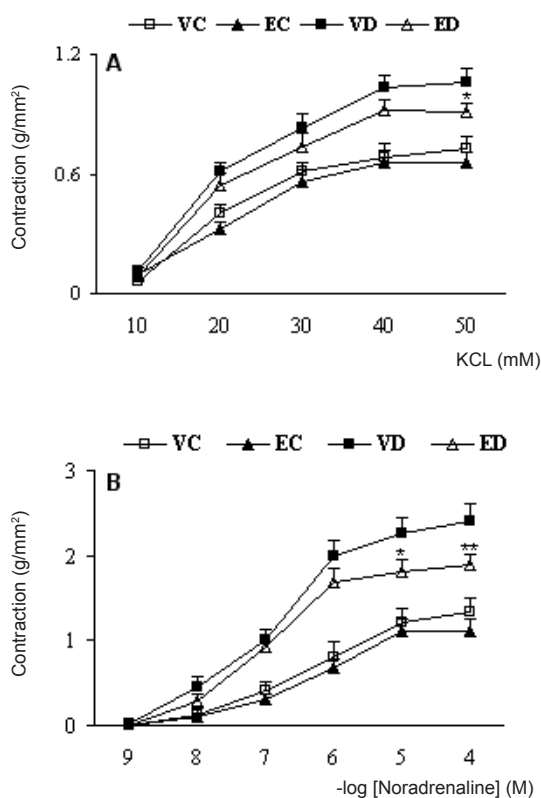 VC EC VD ED
A
Contraction (g/mm²)
1.2
0.6
0
*
10 20 30 40 50
KCL (mM)
VC EC VD ED
B
Contraction (g/mm²)
3
2
1
0
* **
9 8 7 6 5 4
-log [Noradrenaline] (M)